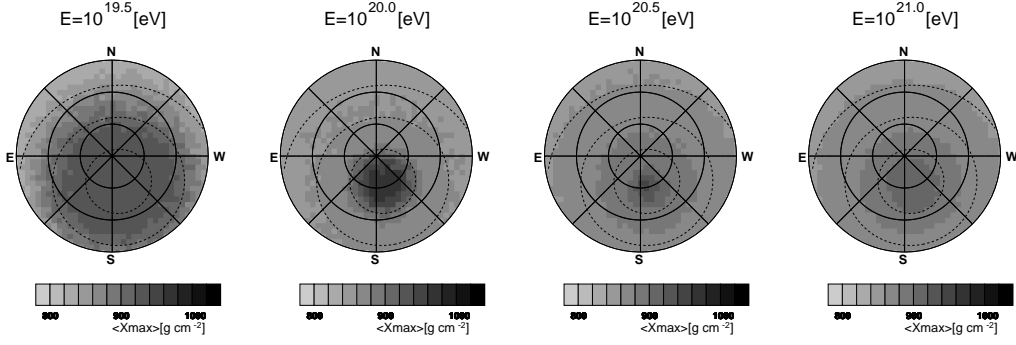 E=10^19.5 [eV]
N
E
W
S
800 900 1000
<Xmax>[g cm -2]
E=10^20.0 [eV]
N
E
W
S
800 900 1000
<Xmax>[g cm -2]
E=10^20.5 [eV]
N
E
W
S
800 900 1000
<Xmax>[g cm -2]
E=10^21.0 [eV]
N
E
W
S
800 900 1000
<Xmax>[g cm -2]